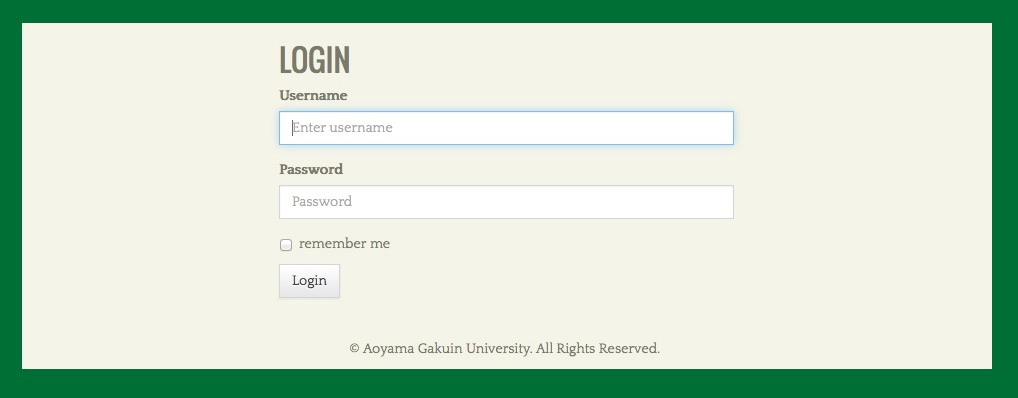 LOGIN
Username
Enter username
Password
Password
remember me
Login
© Aoyama Gakuin University. All Rights Reserved.